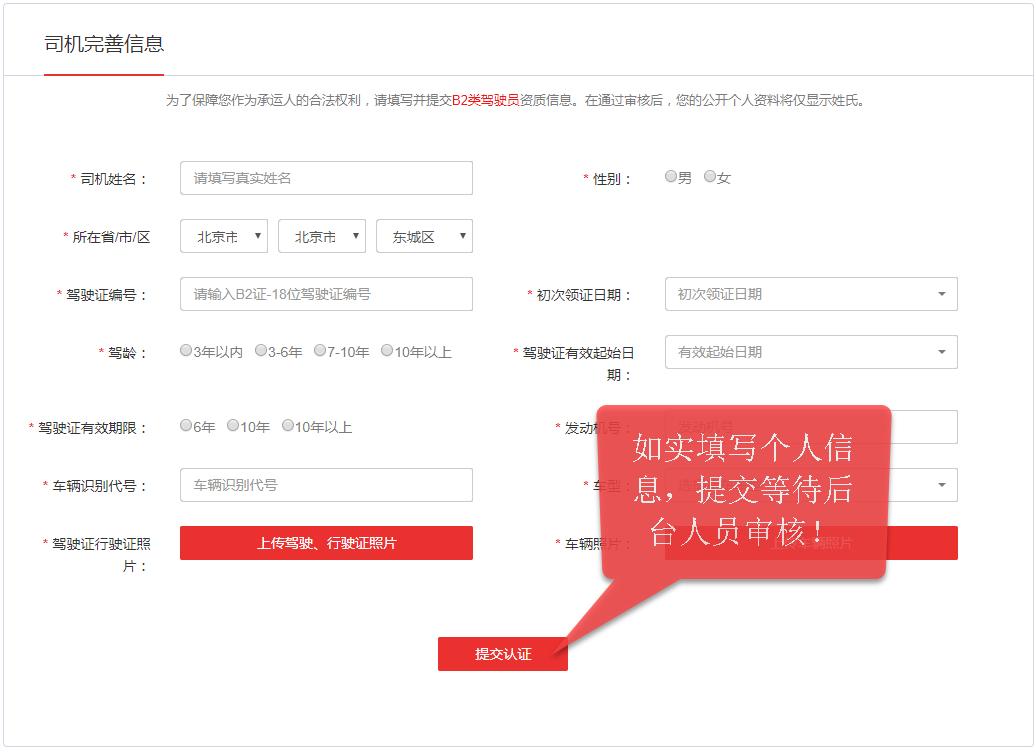 司机完善信息
为了保障您作为承运人的合法权利，请填写并提交B2类驾驶员资质信息。在通过审核后，您的公开个人资料将仅显示姓氏。
* 司机姓名： 请填写真实姓名 * 性别： 男 女
* 所在省/市/区 北京市 北京市 东城区
* 驾驶证编号： 请输入B2证-18位驾驶证编号 * 初次领证日期： 初次领证日期
* 驾龄： 3年以内 3-6年 7-10年 10年以上 * 驾驶证有效起始日
期： 有效起始日期
* 驾驶证有效期限： 6年 10年 10年以上 * 发动机号： 发动机号
* 车辆识别代号： 车辆识别代号 * 车型：
* 驾驶证行驶证照
片： 上传驾驶、行驶证照片 * 车辆照片： 上传车辆照片
如实填写个人信
息，提交等待后
台人员审核！
提交认证